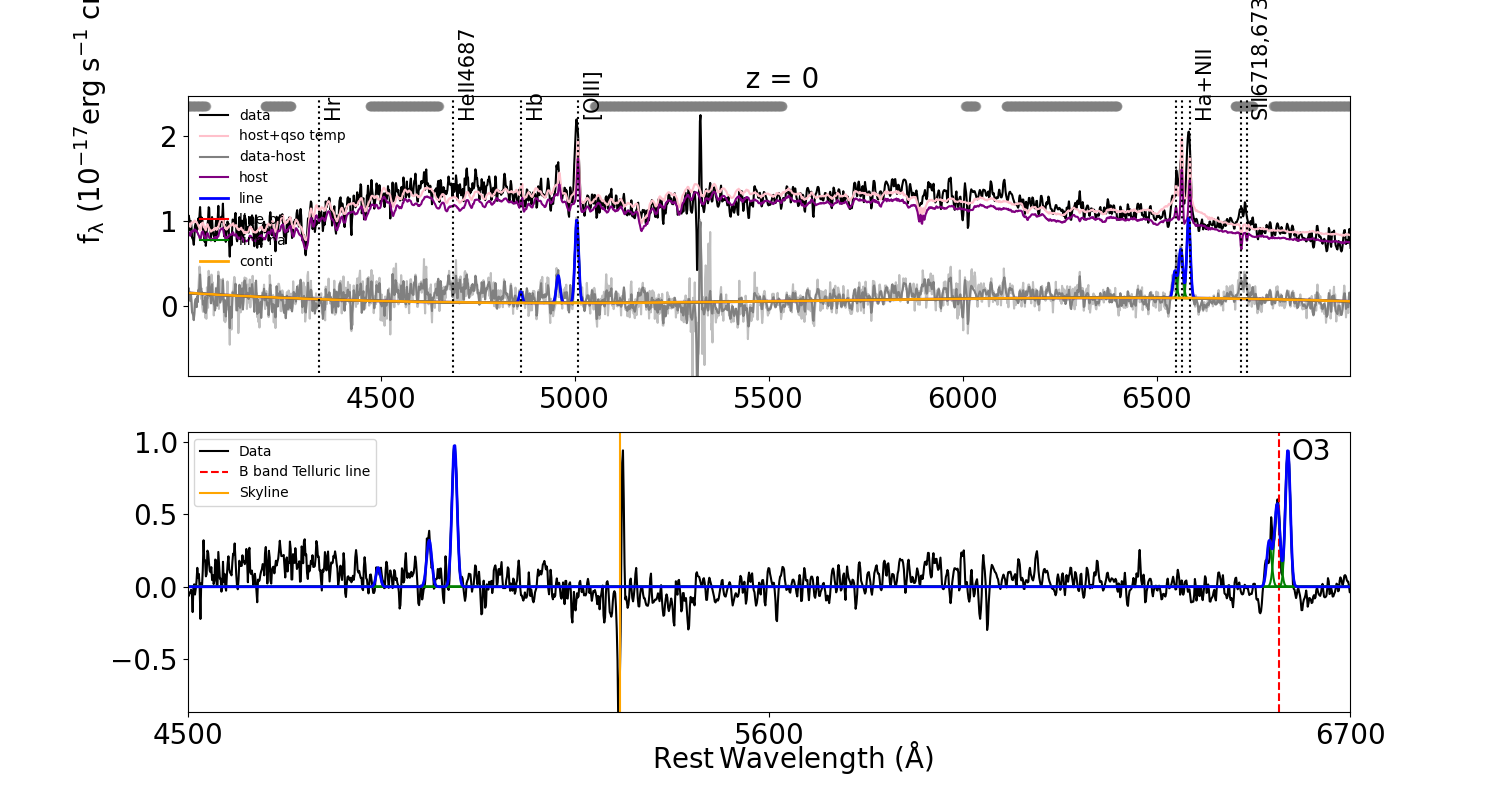 z = 0
fλ (10⁻¹⁷erg s⁻¹
Hr
HeII4687
Hb
[OIII]
Ha+NII
SII6718,673
data
host+qso temp
data-host
host
line
conti
2
1
0
4500 5000 5500 6000 6500
Data
B band Telluric line
Skyline
O3
1.0
0.5
0.0
−0.5
4500 5600 6700
Rest Wavelength (Å)